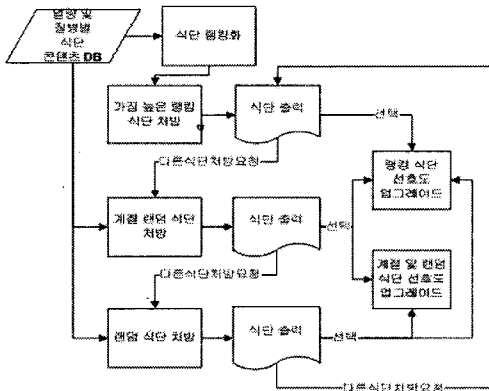 열량 및
질병별
식단
콘텐츠 DB
식단 랭킹화
가장 높은 랭킹
식단 처방
식단 출력
선택
다른식단처방요청
랭킹 식단
선호도
업그레이드
계절 랜덤 식단
처방
식단 출력
선택
계절 및 랜덤
식단 선호도
업그레이드
다른식단처방요청
랜덤 식단 처방
식단 출력
선택
다른식단처방요청